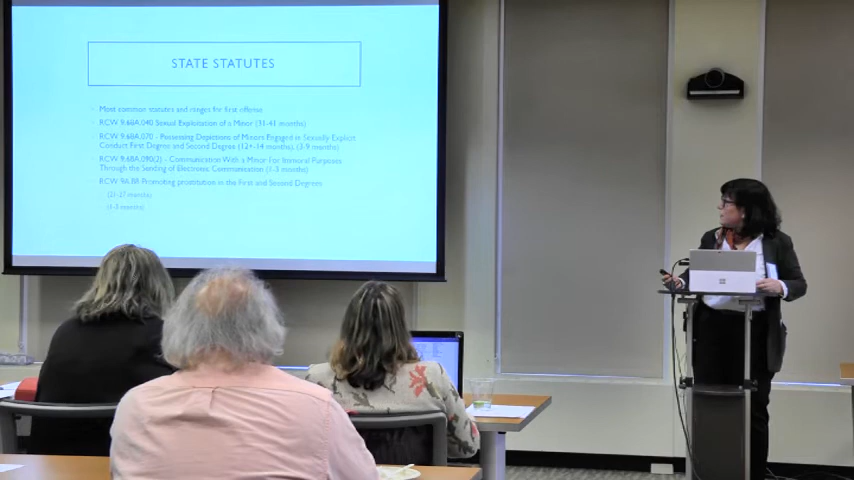 STATE STATUTES
Most common statutes and ranges for first offense
RCW 9.68A.040 Sexual Exploitation of a Minor (31-41 months)
RCW 9.68A.070 - Possessing Depictions of Minors Engaged in Sexually Explicit
Conduct First Degree and Second Degree (12+-14 months), (3-9 months)
RCW 9.68A.090(2) - Communication With a Minor For Immoral Purposes
Through the Sending of Electronic Communication (1-3 months)
RCW 9A.88 Promoting prostitution in the First and Second Degrees
(21-27 months)
(1-3 months)